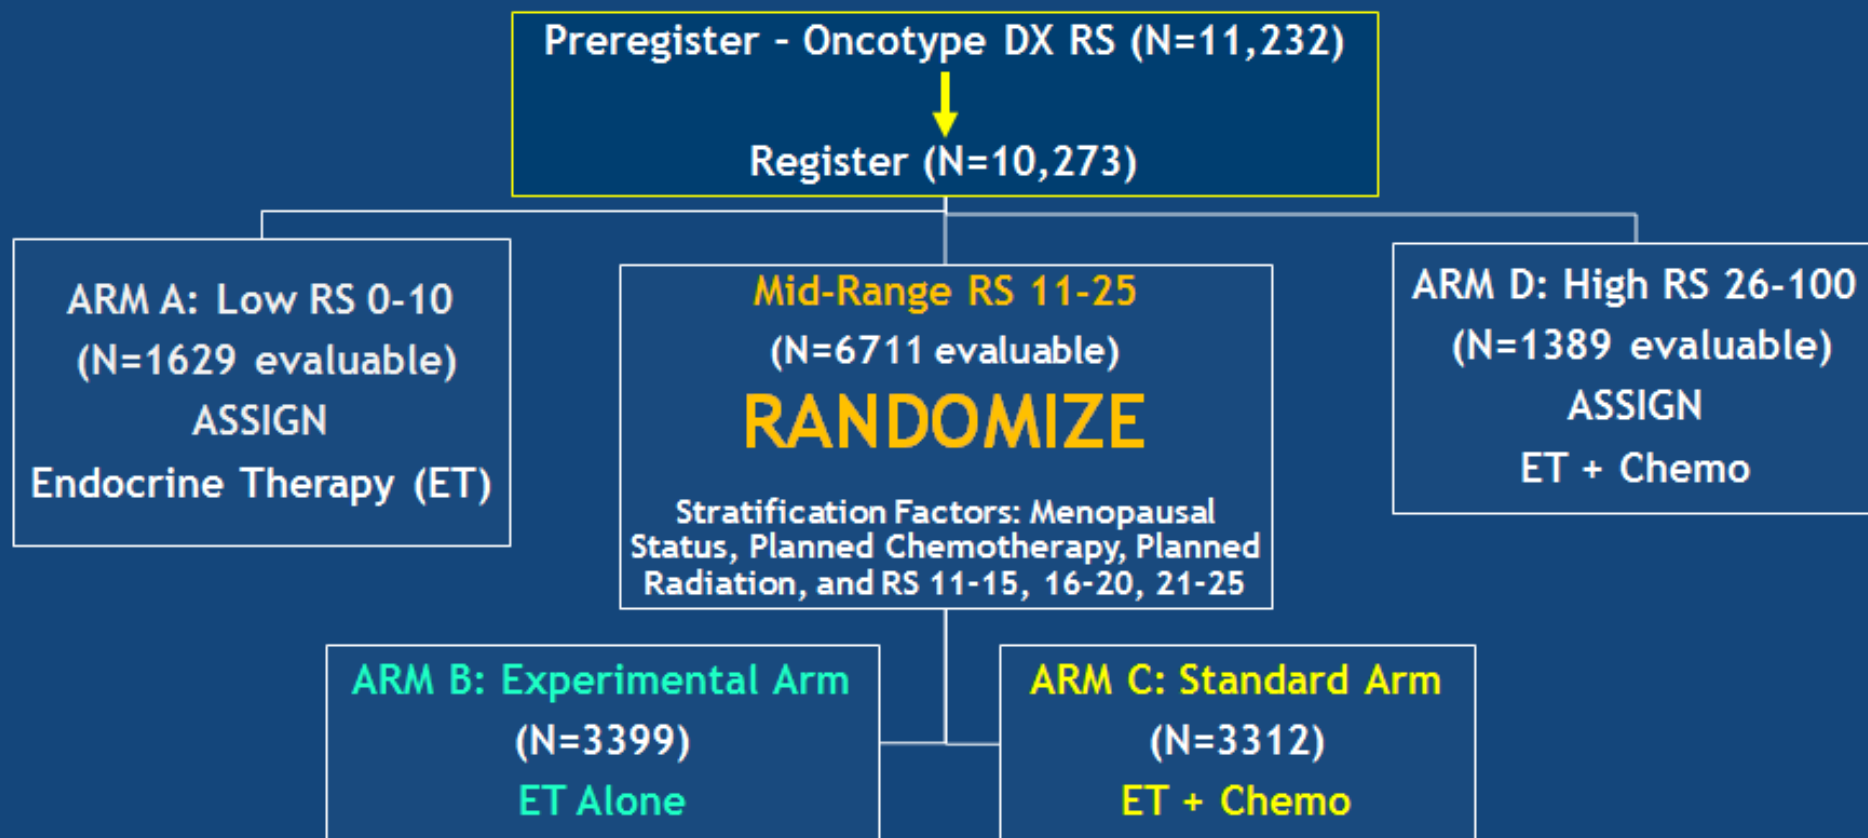 Preregister – Oncotype DX RS (N=11,232)
Register (N=10,273)
ARM A: Low RS 0-10
(N=1629 evaluable)
ASSIGN
Endocrine Therapy (ET)
Mid-Range RS 11-25
(N=6711 evaluable)
RANDOMIZE
Stratification Factors: Menopausal
Status, Planned Chemotherapy, Planned
Radiation, and RS 11-15, 16-20, 21-25
ARM D: High RS 26-100
(N=1389 evaluable)
ASSIGN
ET + Chemo
ARM B: Experimental Arm
(N=3399)
ET Alone
ARM C: Standard Arm
(N=3312)
ET + Chemo